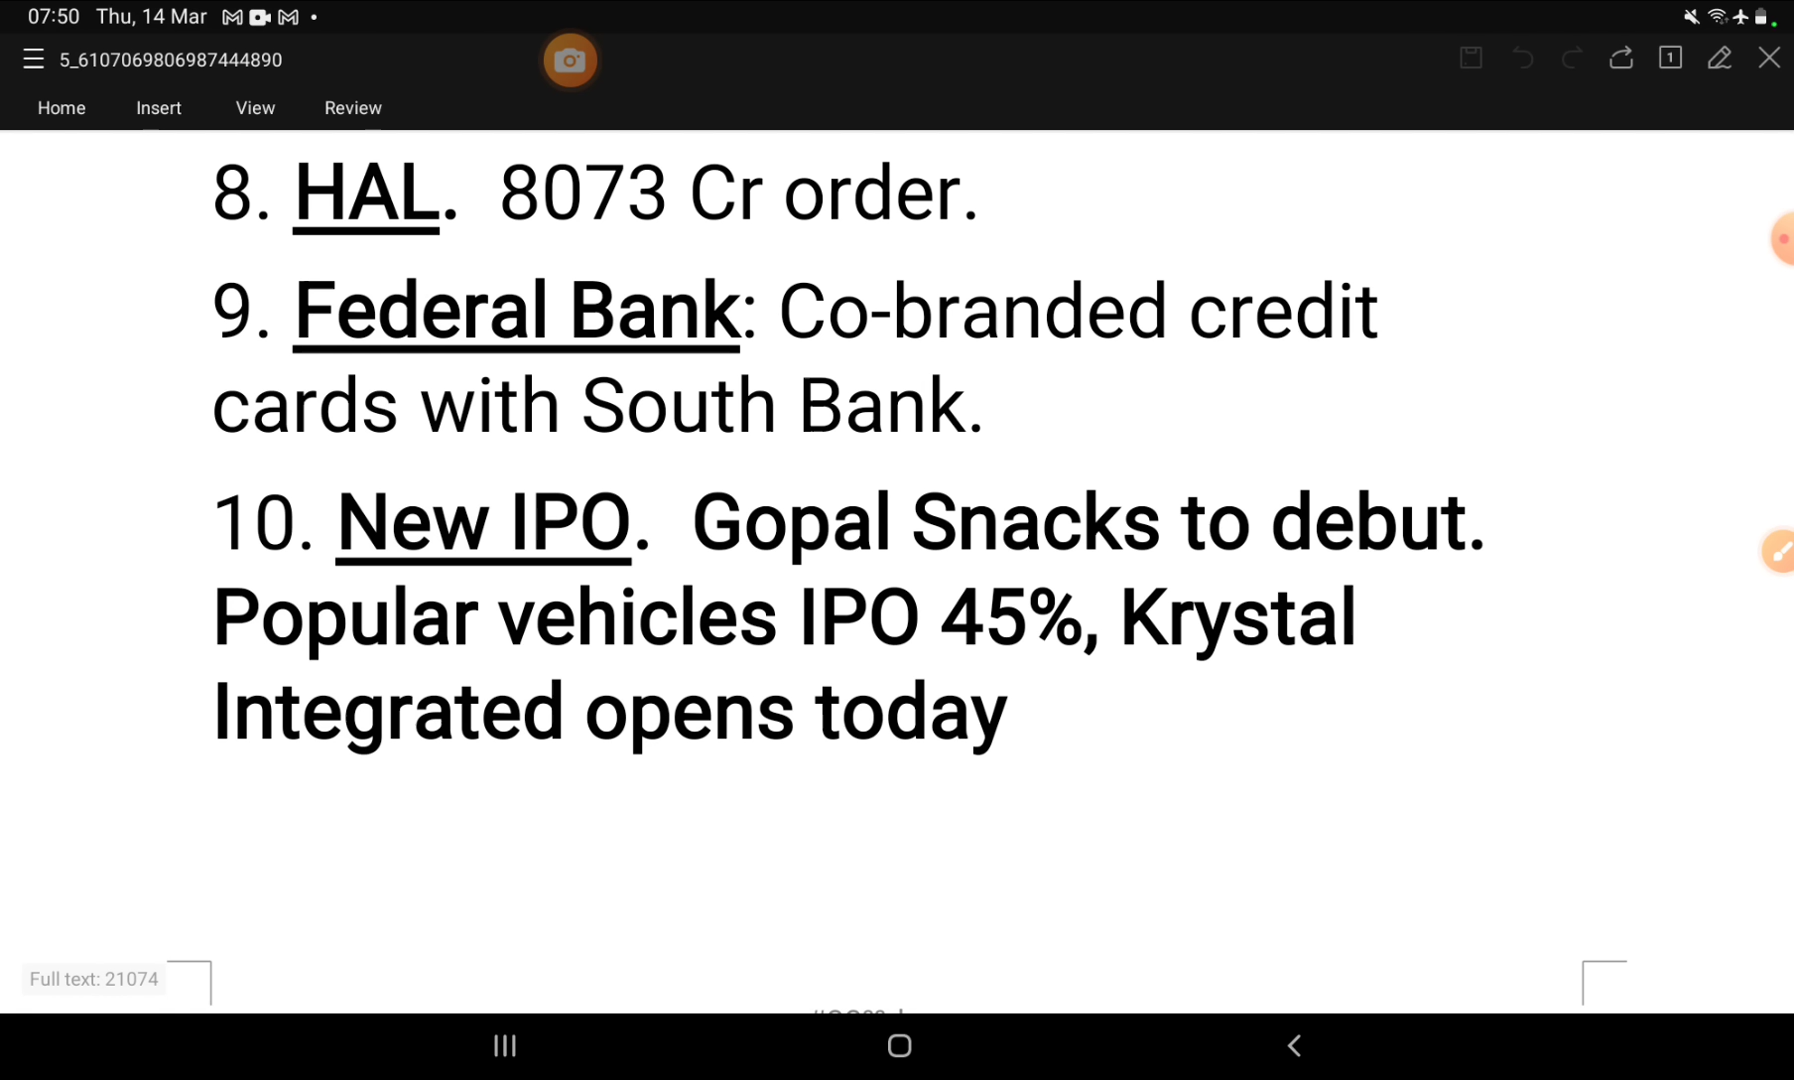 07:50 Thu, 14 Mar
5_6107069806987444890
Home Insert View Review
8. HAL. 8073 Cr order.
9. Federal Bank: Co-branded credit
cards with South Bank.
10. New IPO. Gopal Snacks to debut.
Popular vehicles IPO 45%, Krystal
Integrated opens today
Full text: 21074